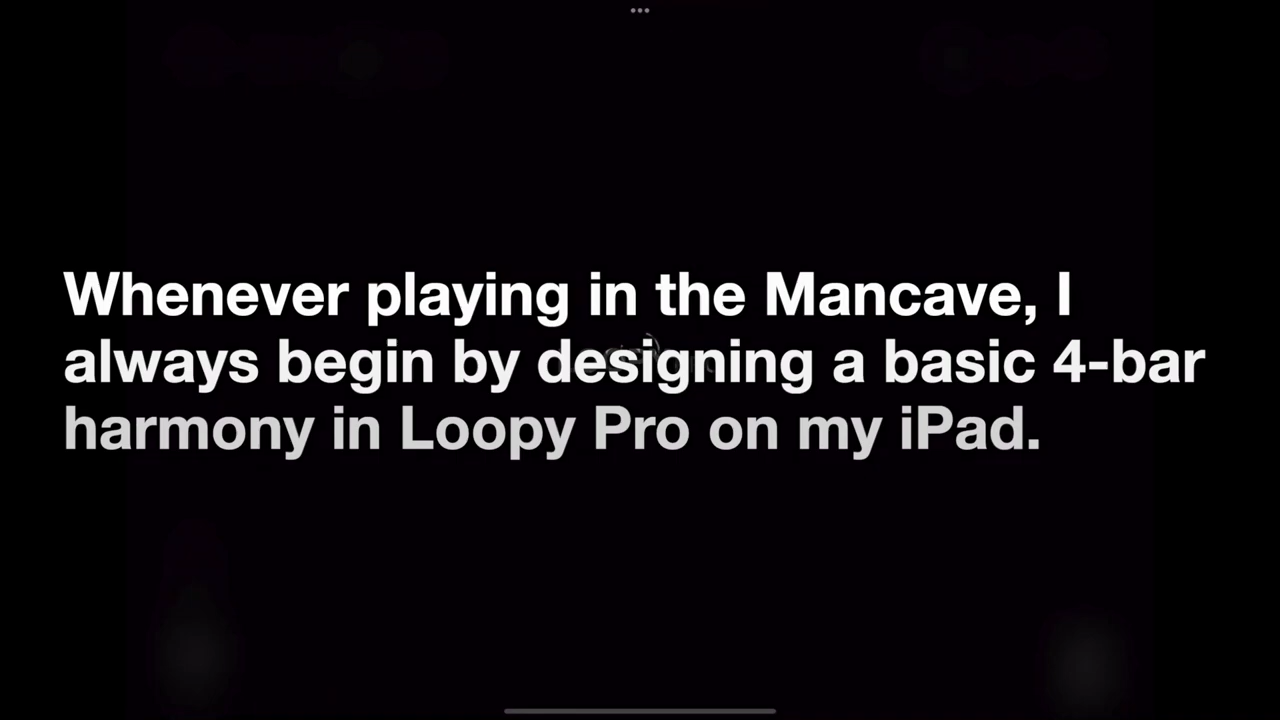 Whenever playing in the Mancave, I
always begin by designing a basic 4-bar
harmony in Loopy Pro on my iPad.